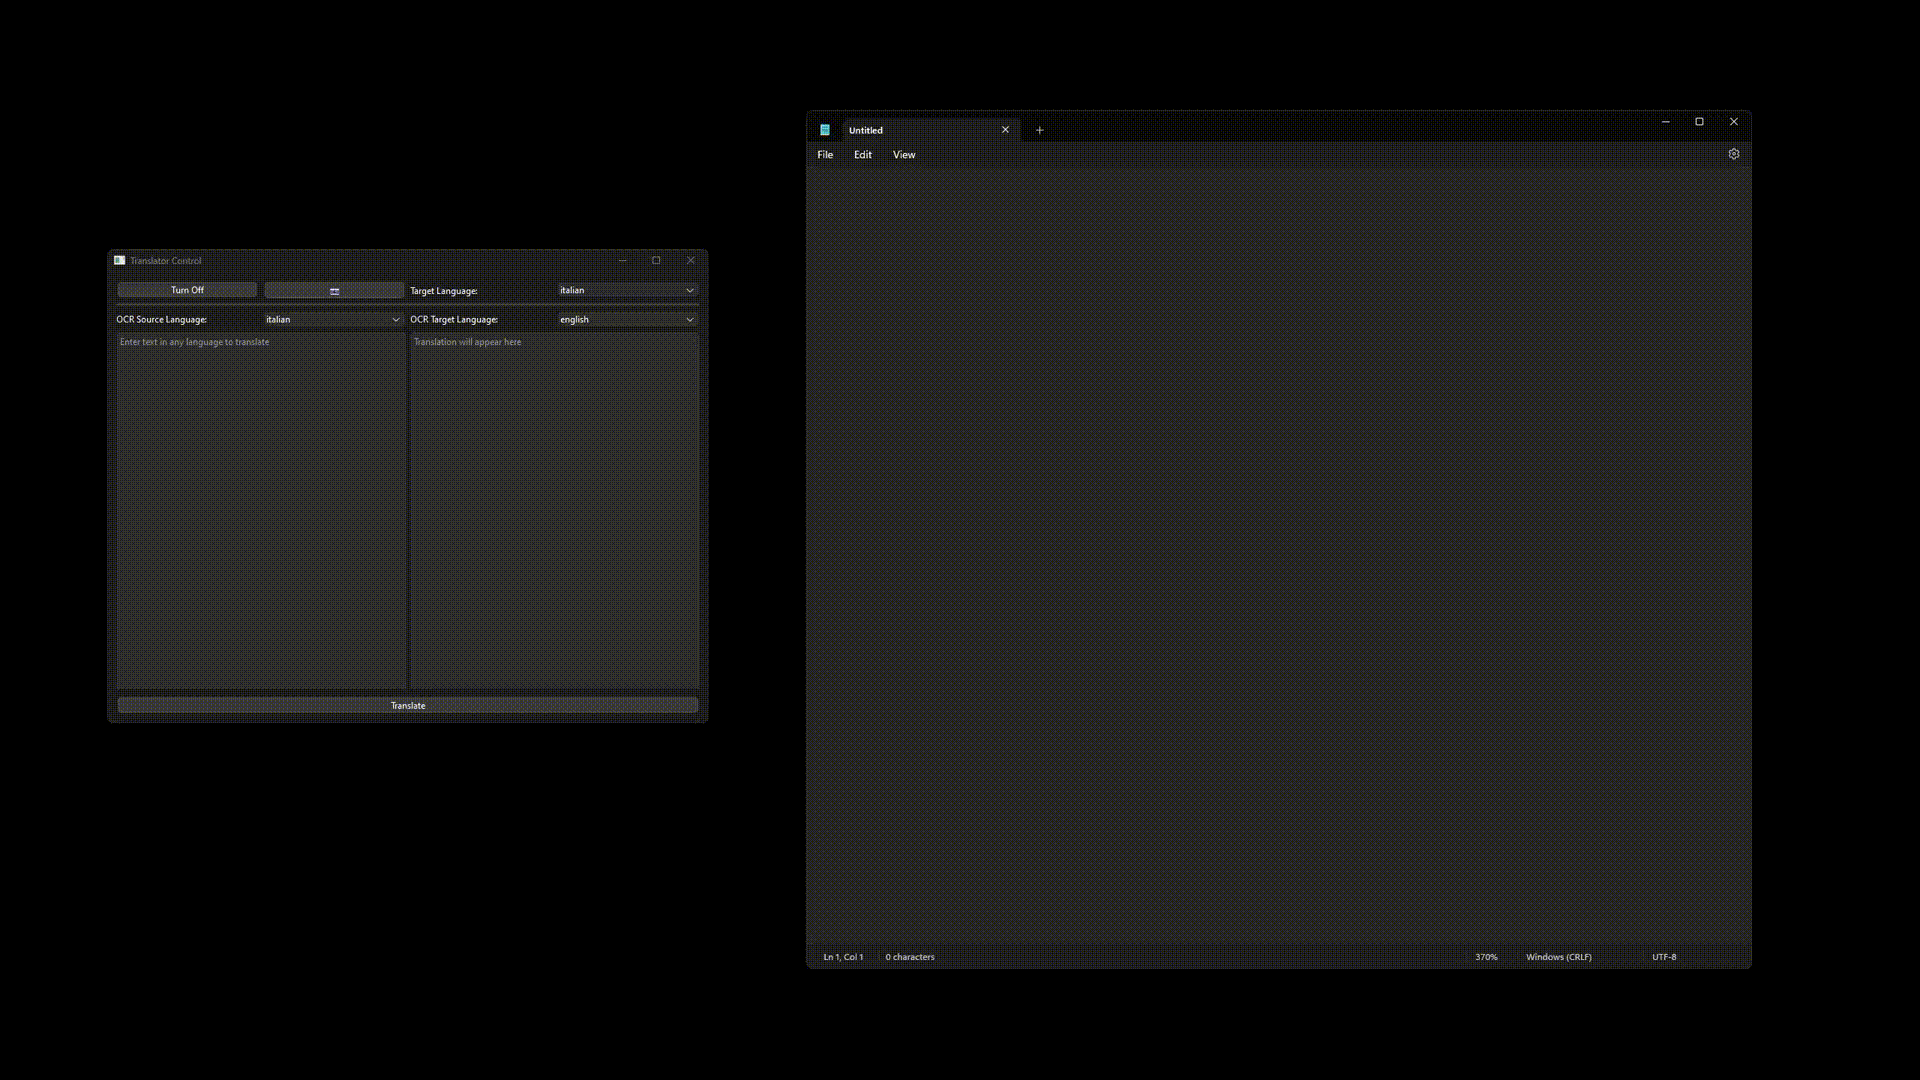 Translator Control
Turn Off
Target Language:
italian
OCR Source Language:
italian
OCR Target Language:
english
Enter text in any language to translate
Translation will appear here
Translate
Untitled
File Edit View
Ln 1, Col 1
0 characters
370%
Windows (CRLF)
UTF-8